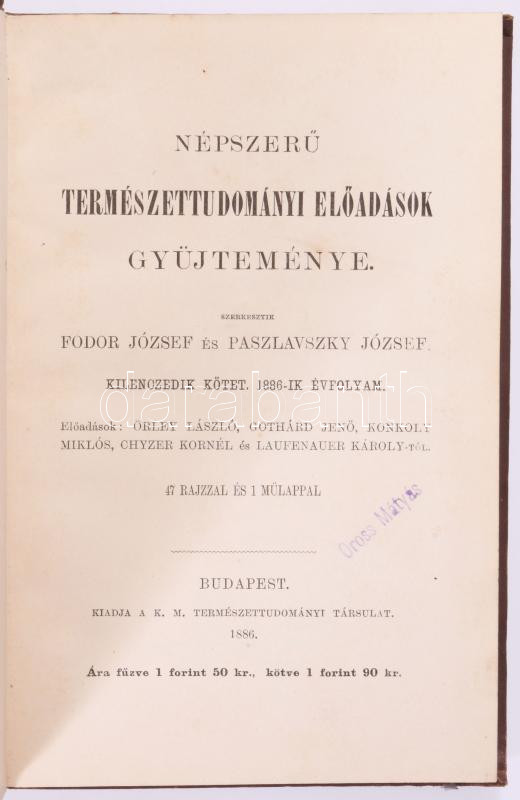 NÉPSZERŰ
TERMÉSZETTUDOMÁNYI ELŐADÁSOK
GYÜJTEMÉNYE.
SZERKESZTIK
FODOR JÓZSEF ÉS PASZLAVSZKY JÓZSEF.
KILENCZEDIK KÖTET. 1886-IK ÉVFOLYAM.
darabanth
Előadások: ÖRLEY LÁSZLÓ, GOTHÁRD JENŐ, KONKOLY
MIKLÓS, CHYZER KORNÉL és LAUFENAUER KÁROLY-TÓL.
47 RAJZZAL ÉS 1 MŰLAPPAL
Oross Mátyás
BUDAPEST.
KIADJA A K. M. TERMÉSZETTUDOMÁNYI TÁRSULAT.
1886.
Ára fűzve 1 forint 50 kr., kötve 1 forint 90 kr.